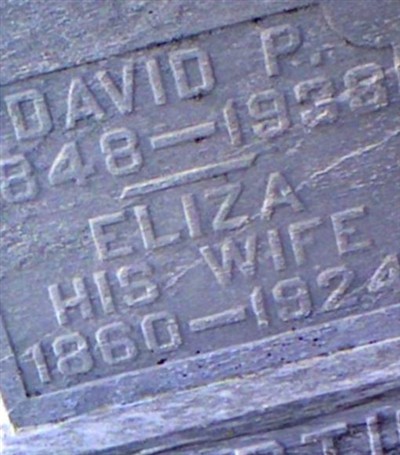 DAVID P.
848–1938
ELIZA
HIS WIFE
1860–1924